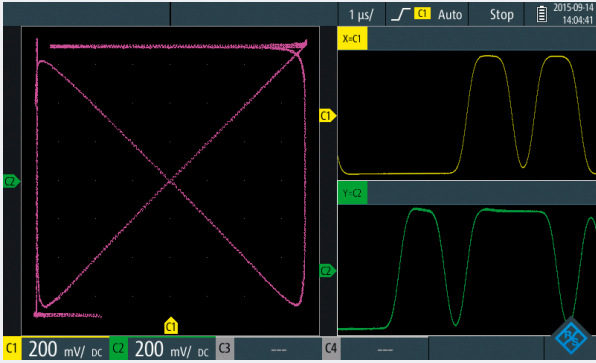 1 µs/ C1 Auto Stop 2015-09-14
14:04:41
X=C1
C1
Y=C2
C2
C2
C1
C1 200 mV/ DC C2 200 mV/ DC C3 --- C4 ---
R&S